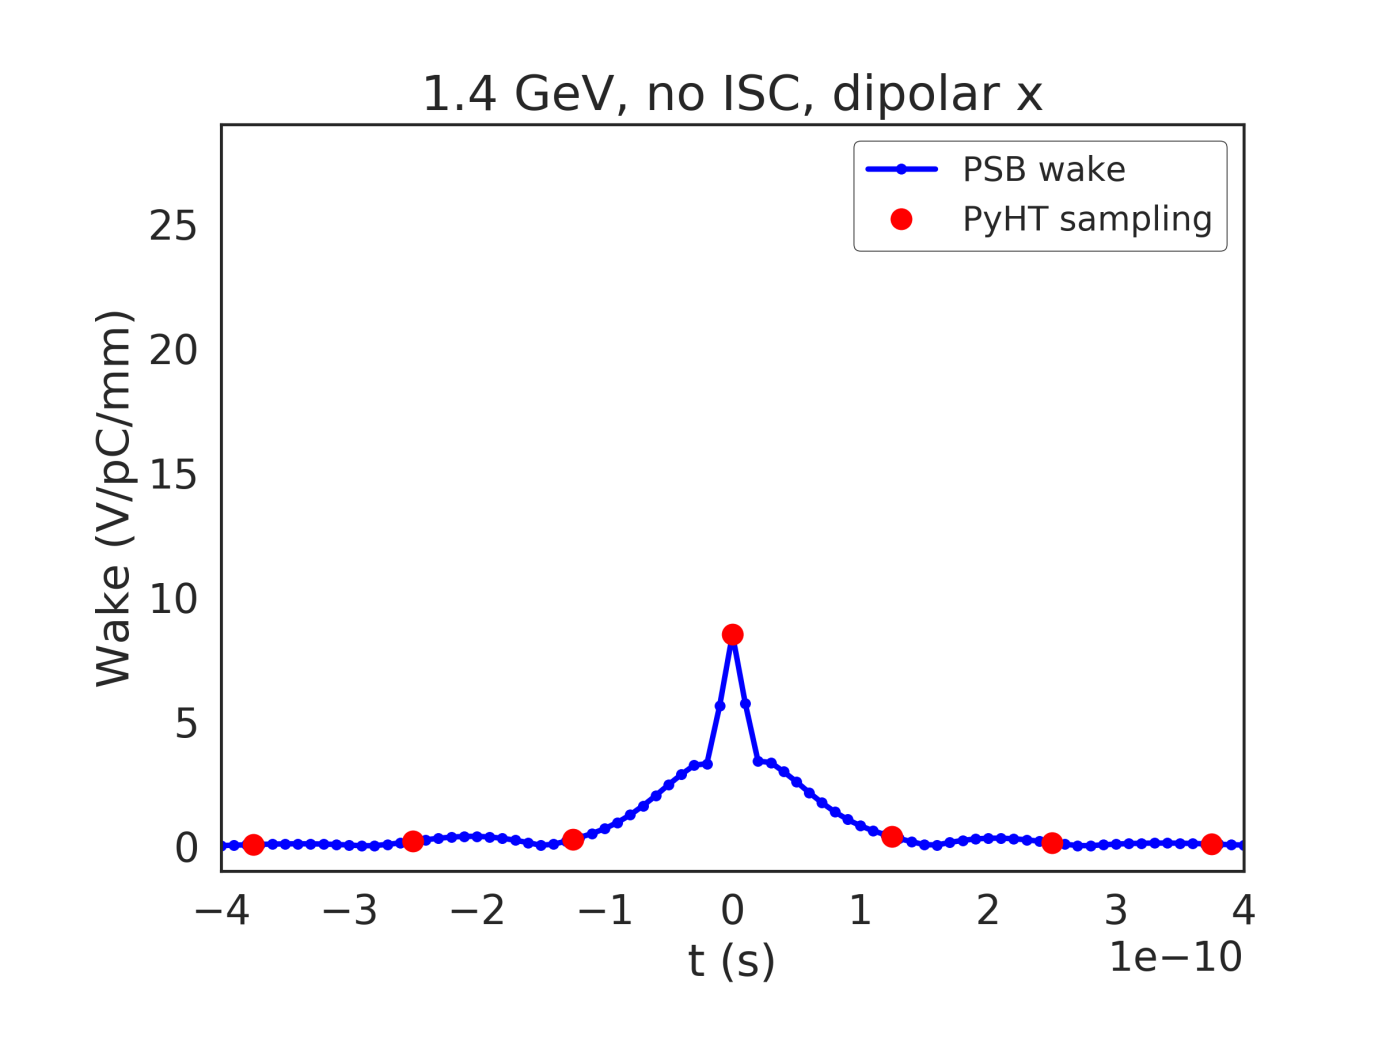 1.4 GeV, no ISC, dipolar x
PSB wake
PyHT sampling
Wake (V/pC/mm)
25
20
15
10
5
0
−4 −3 −2 −1 0 1 2 3 4
1e−10
t (s)